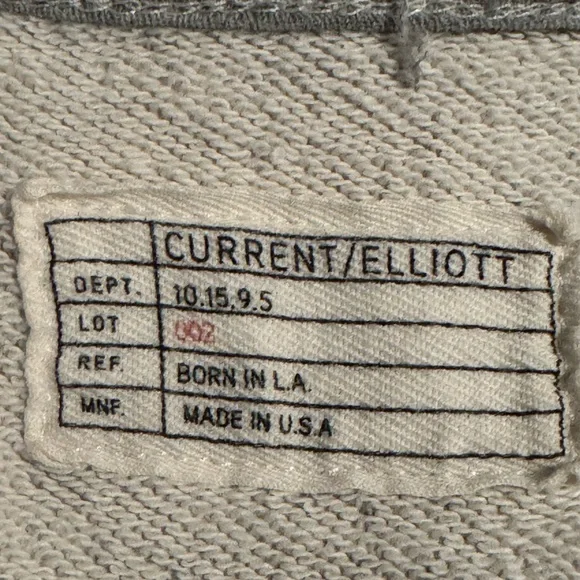 CURRENT/ELLIOTT
DEPT. 10.15.9.5
LOT 002
REF. BORN IN L.A.
MNF. MADE IN U.S.A